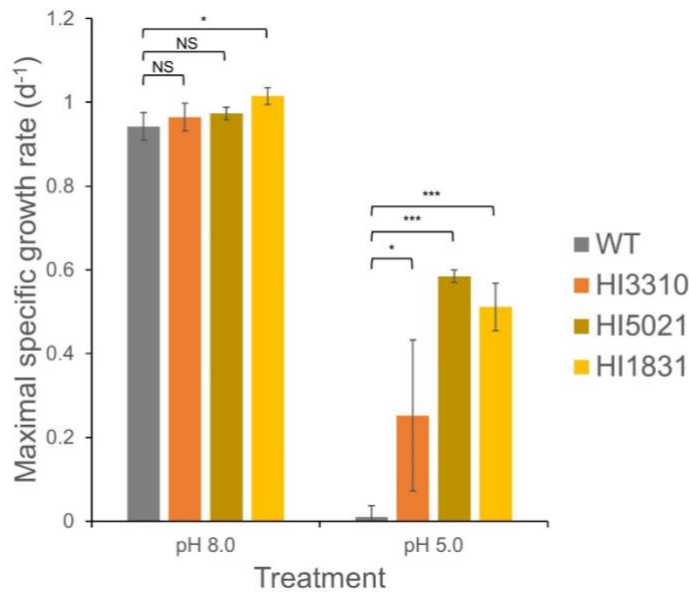 Maximal specific growth rate (d⁻¹)
1.2
1
0.8
0.6
0.4
0.2
0
*
NS
NS
***
***
*
WT
HI3310
HI5021
HI1831
pH 8.0
pH 5.0
Treatment